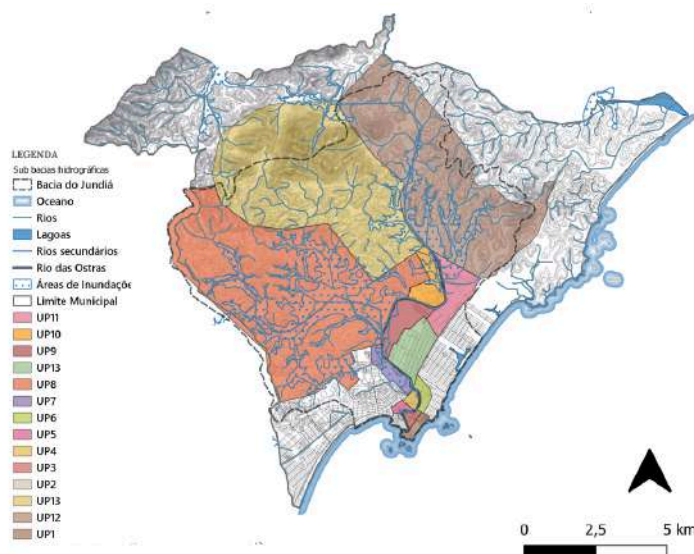 LEGENDA
Sub bacias hidrográficas
Bacia do Jundiá
Oceano
Rios
Lagoas
Rios secundários
Rio das Ostras
Áreas de Inundaçõe
Limite Municipal
UP11
UP10
UP9
UP13
UP8
UP7
UP6
UP5
UP4
UP3
UP2
UP13
UP12
UP1
0 2,5 5 km